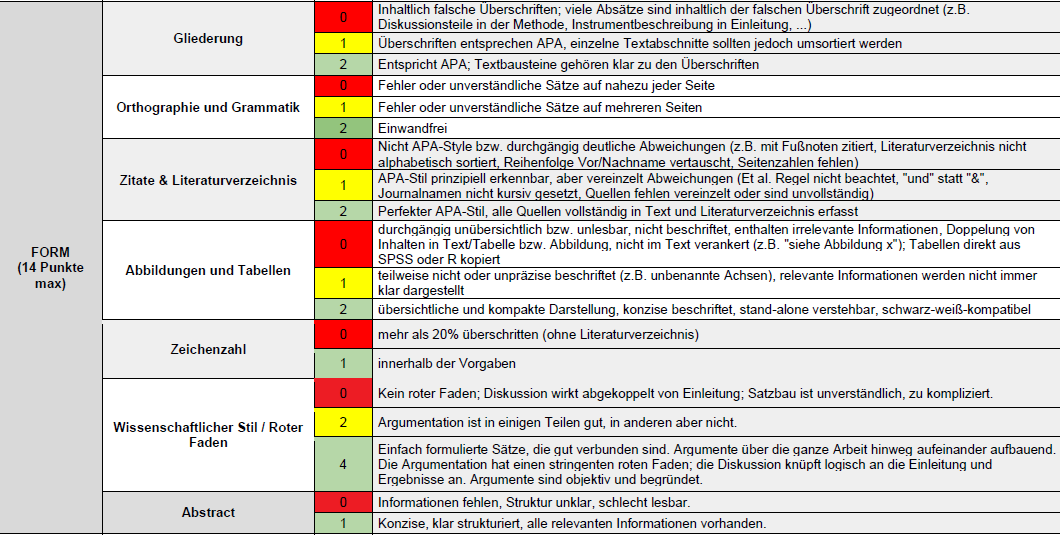 FORM
(14 Punkte
max)
Gliederung
0
Inhaltlich falsche Überschriften; viele Absätze sind inhaltlich der falschen Überschrift zugeordnet (z.B.
Diskussionsteile in der Methode, Instrumentbeschreibung in Einleitung, ...)
1
Überschriften entsprechen APA, einzelne Textabschnitte sollten jedoch umsortiert werden
2
Entspricht APA; Textbausteine gehören klar zu den Überschriften
Orthographie und Grammatik
0
Fehler oder unverständliche Sätze auf nahezu jeder Seite
1
Fehler oder unverständliche Sätze auf mehreren Seiten
2
Einwandfrei
Zitate & Literaturverzeichnis
0
Nicht APA-Style bzw. durchgängig deutliche Abweichungen (z.B. mit Fußnoten zitiert, Literaturverzeichnis nicht
alphabetisch sortiert, Reihenfolge Vor/Nachname vertauscht, Seitenzahlen fehlen)
1
APA-Stil prinzipiell erkennbar, aber vereinzelt Abweichungen (Et al. Regel nicht beachtet, "und" statt "&",
Journalnamen nicht kursiv gesetzt, Quellen fehlen vereinzelt oder sind unvollständig)
2
Perfekter APA-Stil, alle Quellen vollständig in Text und Literaturverzeichnis erfasst
Abbildungen und Tabellen
0
durchgängig unübersichtlich bzw. unlesbar, nicht beschriftet, enthalten irrelevante Informationen, Doppelung von
Inhalten in Text/Tabelle bzw. Abbildung, nicht im Text verankert (z.B. "siehe Abbildung x"); Tabellen direkt aus
SPSS oder R kopiert
1
teilweise nicht oder unpräzise beschriftet (z.B. unbenannte Achsen), relevante Informationen werden nicht immer
klar dargestellt
2
übersichtliche und kompakte Darstellung, konzise beschriftet, stand-alone verstehbar, schwarz-weiß-kompatibel
Zeichenzahl
0
mehr als 20% überschritten (ohne Literaturverzeichnis)
1
innerhalb der Vorgaben
Wissenschaftlicher Stil / Roter
Faden
0
Kein roter Faden; Diskussion wirkt abgekoppelt von Einleitung; Satzbau ist unverständlich, zu kompliziert.
2
Argumentation ist in einigen Teilen gut, in anderen aber nicht.
4
Einfach formulierte Sätze, die gut verbunden sind. Argumente über die ganze Arbeit hinweg aufeinander aufbauend.
Die Argumentation hat einen stringenten roten Faden; die Diskussion knüpft logisch an die Einleitung und
Ergebnisse an. Argumente sind objektiv und begründet.
Abstract
0
Informationen fehlen, Struktur unklar, schlecht lesbar.
1
Konzise, klar strukturiert, alle relevanten Informationen vorhanden.